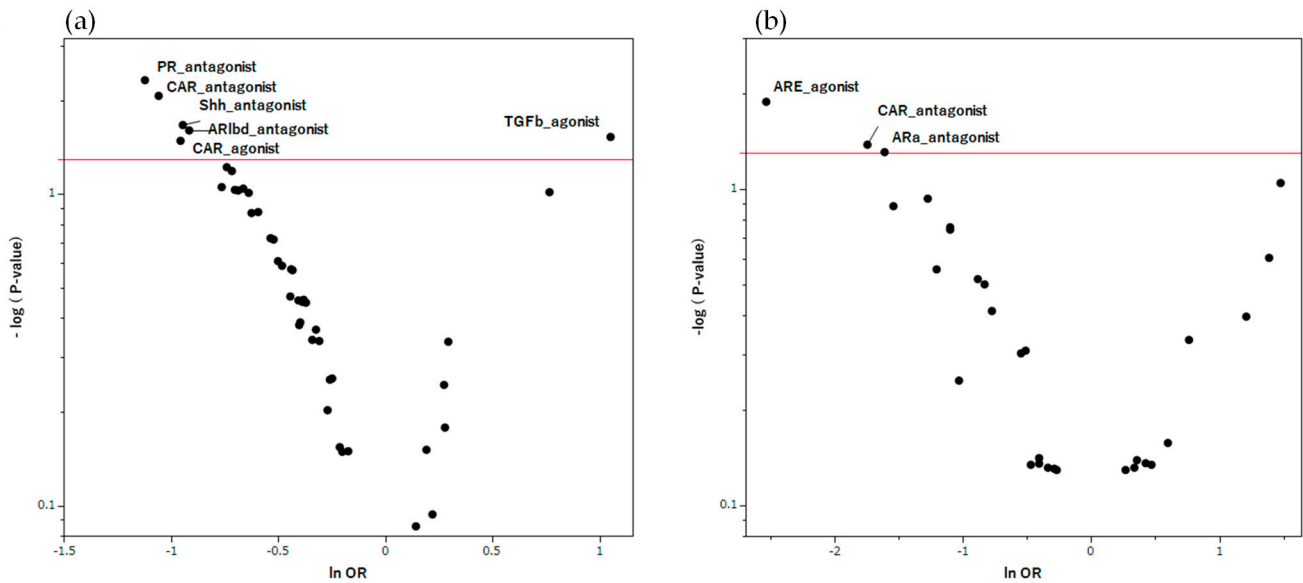 (a)
PR_antagonist
CAR_antagonist
Shh_antagonist
ARlbd_antagonist
CAR_agonist
TGFb_agonist
1
0.1
- log ( P-value)
-1.5
-1
-0.5
0
0.5
1
ln OR
(b)
ARE_agonist
CAR_antagonist
ARa_antagonist
1
0.1
-log ( P-value)
-2
-1
0
1
ln OR